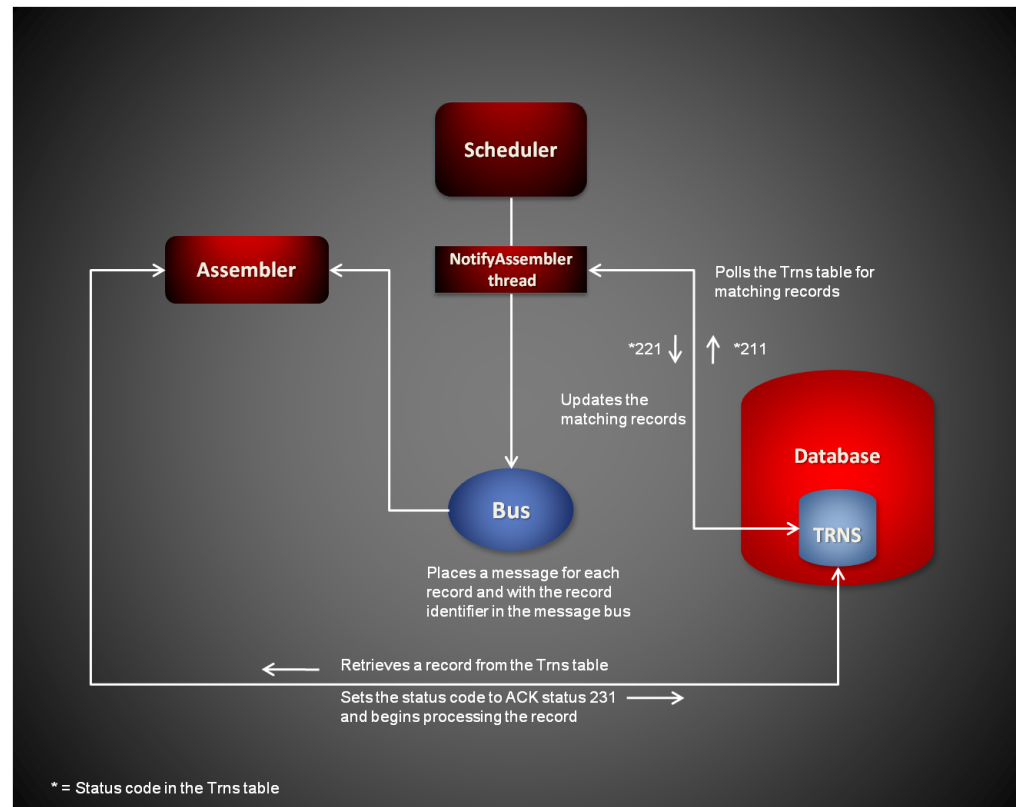 Scheduler
NotifyAssembler
thread
Assembler
Polls the Trns table for
matching records
*221
*211
Updates the
matching records
Database
TRNS
Bus
Places a message for each
record and with the record
identifier in the message bus
Retrieves a record from the Trns table
Sets the status code to ACK status 231
and begins processing the record
* = Status code in the Trns table